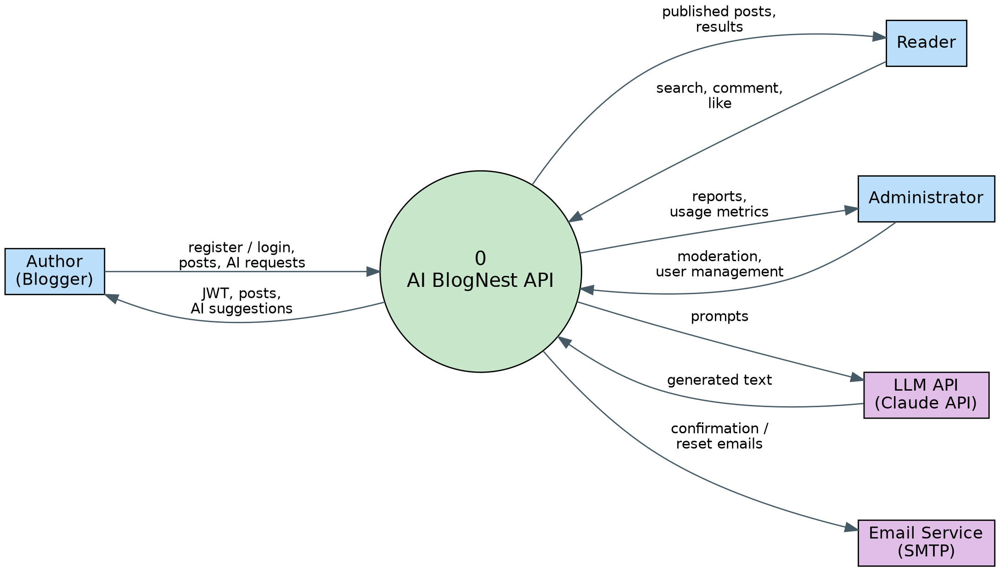 published posts,
results
Reader
search, comment,
like
reports,
usage metrics
Administrator
moderation,
user management
Author
(Blogger)
register / login,
posts, AI requests
JWT, posts,
AI suggestions
0
AI BlogNest API
prompts
generated text
LLM API
(Claude API)
confirmation /
reset emails
Email Service
(SMTP)